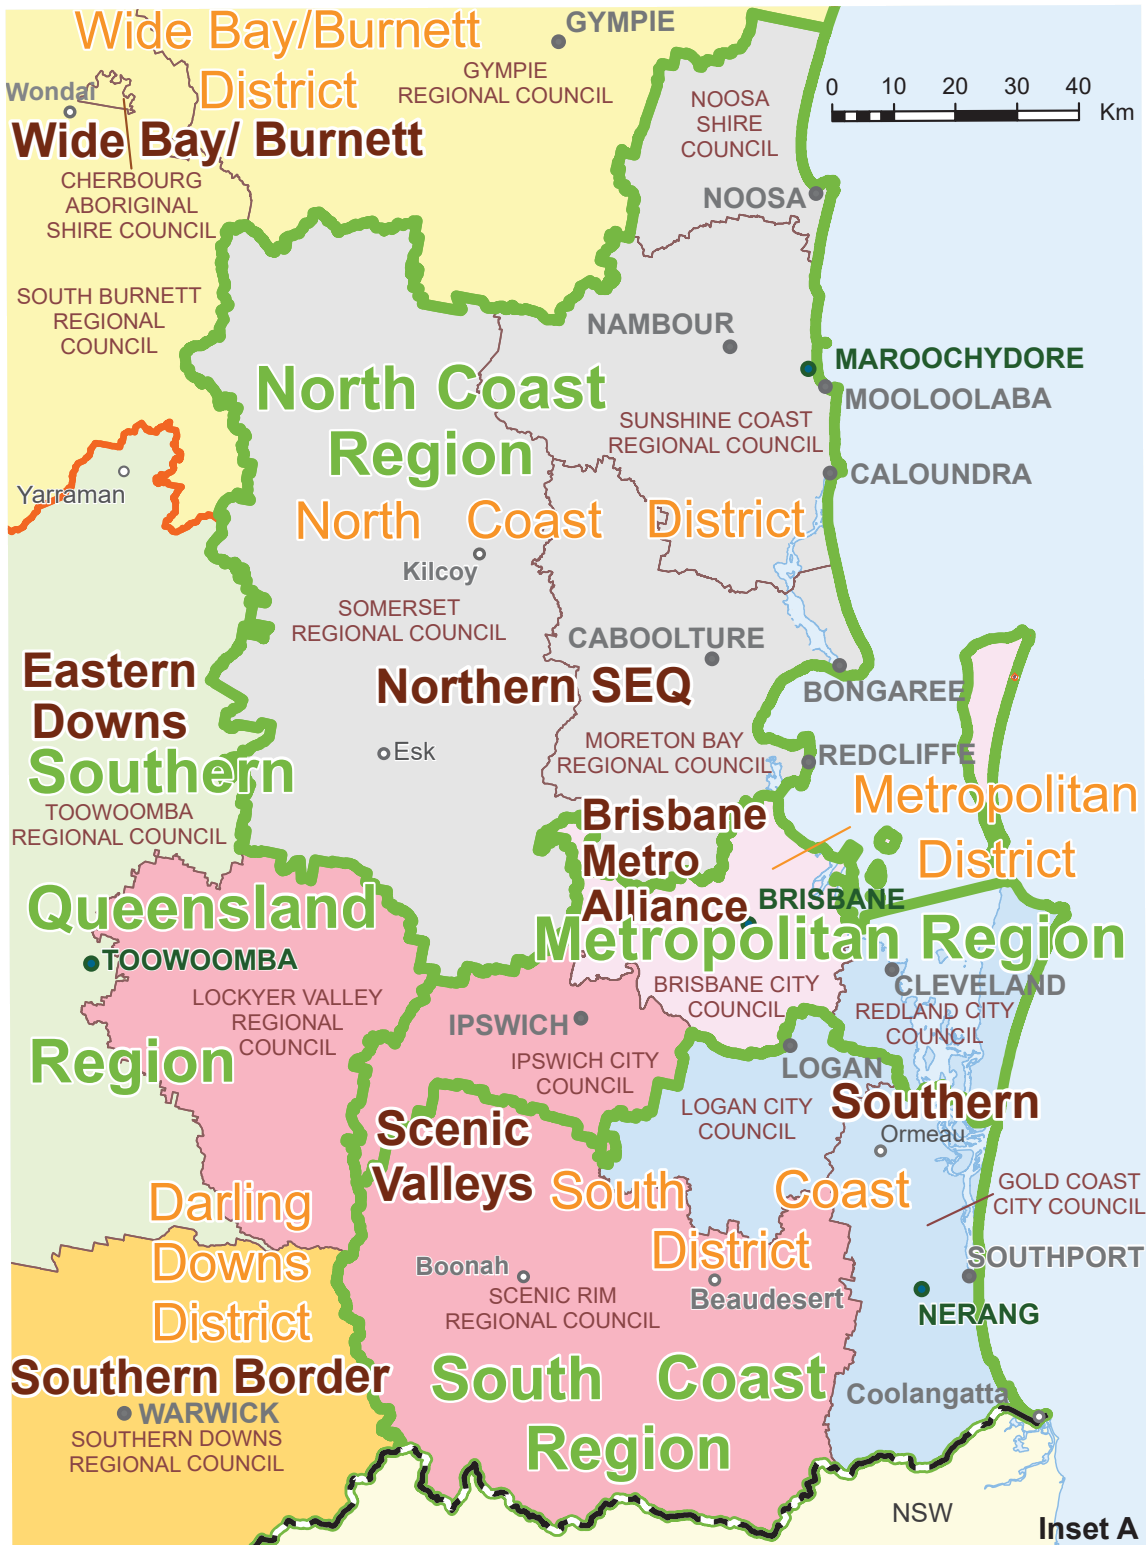 Wide Bay/Burnett
District
GYMPIE
GYMPIE
REGIONAL COUNCIL
Wondai
Wide Bay/ Burnett
CHERBOURG
ABORIGINAL
SHIRE COUNCIL
NOOSA
SHIRE
COUNCIL
0 10 20 30 40
Km
NOOSA
SOUTH BURNETT
REGIONAL
COUNCIL
NAMBOUR
MAROOCHYDORE
MOOLOOLABA
North Coast
Region
SUNSHINE COAST
REGIONAL COUNCIL
CALOUNDRA
Yarraman
North Coast District
Kilcoy
SOMERSET
REGIONAL COUNCIL
CABOOLTURE
Eastern
Downs
Northern SEQ
BONGAREE
Esk
MORETON BAY
REGIONAL COUNCIL
REDCLIFFE
Southern
TOOWOOMBA
REGIONAL COUNCIL
Metropolitan
District
Brisbane
Metro
Alliance
BRISBANE
Queensland
Metropolitan Region
TOOWOOMBA
LOCKYER VALLEY
REGIONAL
COUNCIL
BRISBANE CITY
COUNCIL
CLEVELAND
REDLAND CITY
COUNCIL
IPSWICH
IPSWICH CITY
COUNCIL
Region
LOGAN
LOGAN CITY
COUNCIL
Southern
Ormeau
Scenic
Valleys
South Coast
District
GOLD COAST
CITY COUNCIL
Darling
Downs
District
Boonah
SCENIC RIM
REGIONAL COUNCIL
Beaudesert
SOUTHPORT
NERANG
Southern Border
WARWICK
SOUTHERN DOWNS
REGIONAL COUNCIL
South Coast
Region
Coolangatta
NSW
Inset A